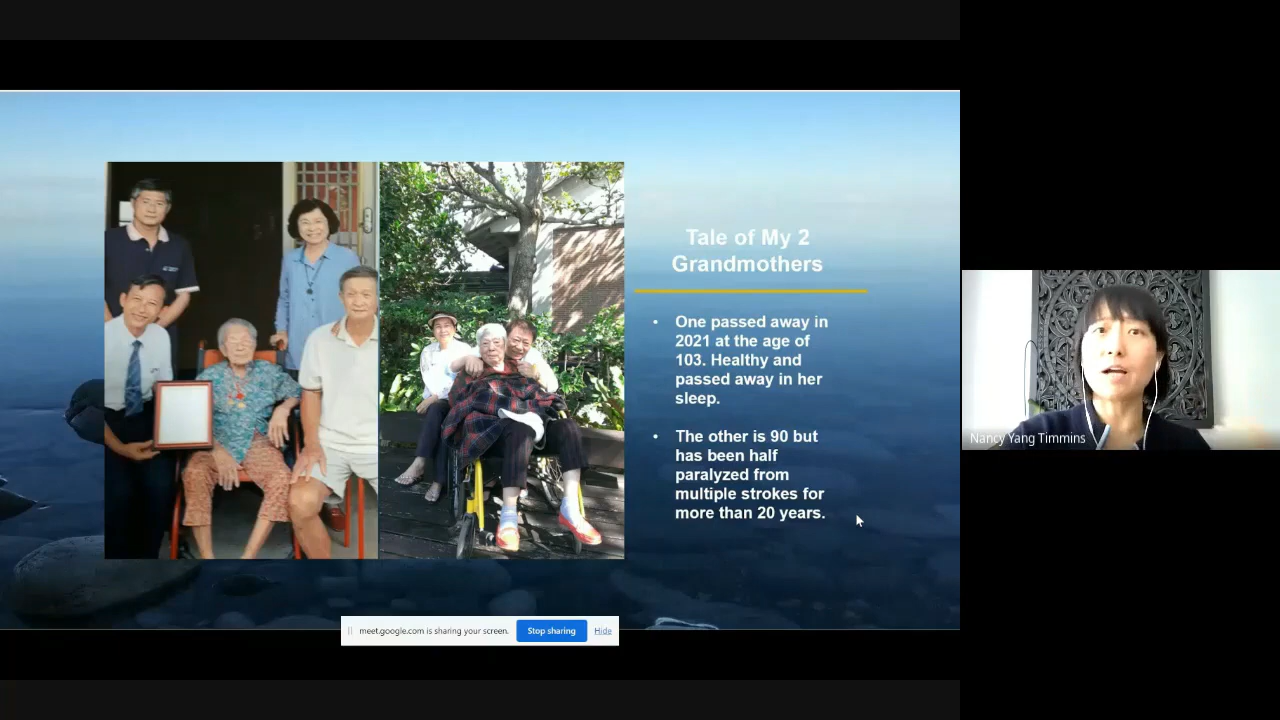 Tale of My 2
Grandmothers
• One passed away in
2021 at the age of
103. Healthy and
passed away in her
sleep.
• The other is 90 but
has been half
paralyzed from
multiple strokes for
more than 20 years.
Nancy Yang Timmins
meet.google.com is sharing your screen. Stop sharing Hide